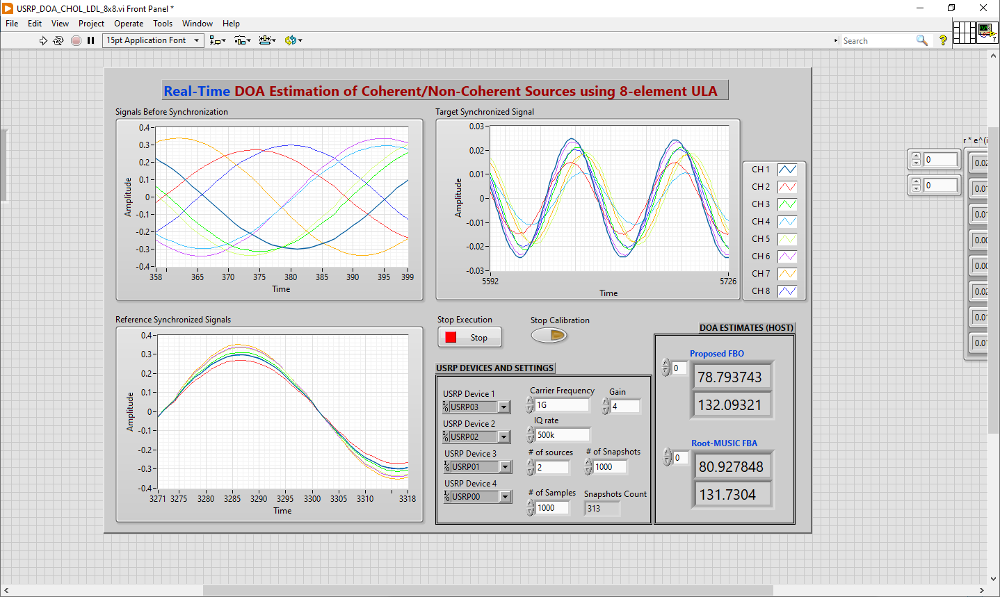 USRP_DOA_CHOL_LDL_8x8.vi Front Panel *
File Edit View Project Operate Tools Window Help
15pt Application Font
Search
?
7
Real-Time DOA Estimation of Coherent/Non-Coherent Sources using 8-element ULA
Signals Before Synchronization
0.4
0.3
0.2
0.1
0
-0.1
-0.2
-0.3
-0.4
Amplitude
358 365 370 375 380 385 390 395 399
Time
Target Synchronized Signal
0.03
0.02
0.01
0
-0.01
-0.02
-0.03
Amplitude
5592 5726
Time
CH 1
CH 2
CH 3
CH 4
CH 5
CH 6
CH 7
CH 8
r * e^(i
0
0
0.02
0.01
0.01
0.00
0.00
0.02
0.01
0.01
Reference Synchronized Signals
0.4
0.3
0.2
0.1
0
-0.1
-0.2
-0.3
-0.4
Amplitude
3271 3275 3280 3285 3290 3295 3300 3305 3310 3318
Time
Stop Execution
Stop
Stop Calibration
USRP DEVICES AND SETTINGS
USRP Device 1
USRP03
USRP Device 2
USRP02
USRP Device 3
USRP01
USRP Device 4
USRP00
Carrier Frequency
1G
Gain
4
IQ rate
500k
# of sources
2
# of Snapshots
1000
# of Samples
1000
Snapshots Count
313
DOA ESTIMATES (HOST)
Proposed FBO
0
78.793743
132.09321
Root-MUSIC FBA
0
80.927848
131.7304